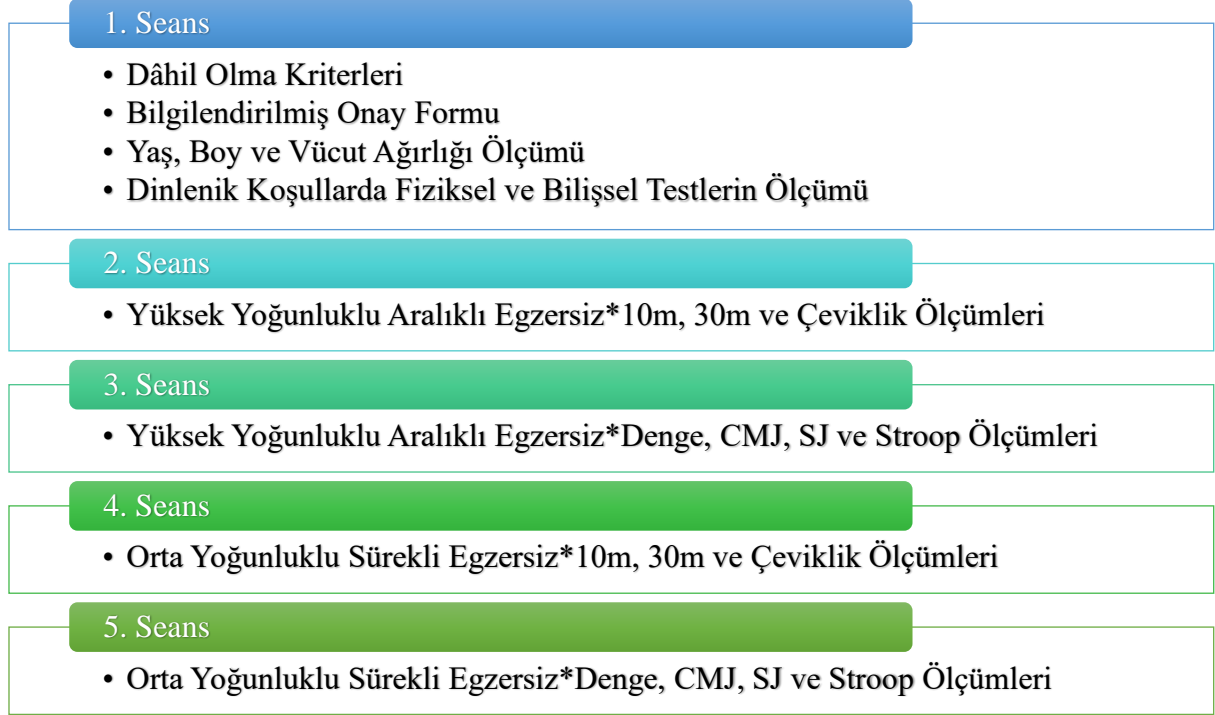 1. Seans
• Dâhil Olma Kriterleri
• Bilgilendirilmiş Onay Formu
• Yaş, Boy ve Vücut Ağırlığı Ölçümü
• Dinlenik Koşullarda Fiziksel ve Bilişsel Testlerin Ölçümü
2. Seans
• Yüksek Yoğunluklu Aralıklı Egzersiz*10m, 30m ve Çeviklik Ölçümleri
3. Seans
• Yüksek Yoğunluklu Aralıklı Egzersiz*Denge, CMJ, SJ ve Stroop Ölçümleri
4. Seans
• Orta Yoğunluklu Sürekli Egzersiz*10m, 30m ve Çeviklik Ölçümleri
5. Seans
• Orta Yoğunluklu Sürekli Egzersiz*Denge, CMJ, SJ ve Stroop Ölçümleri